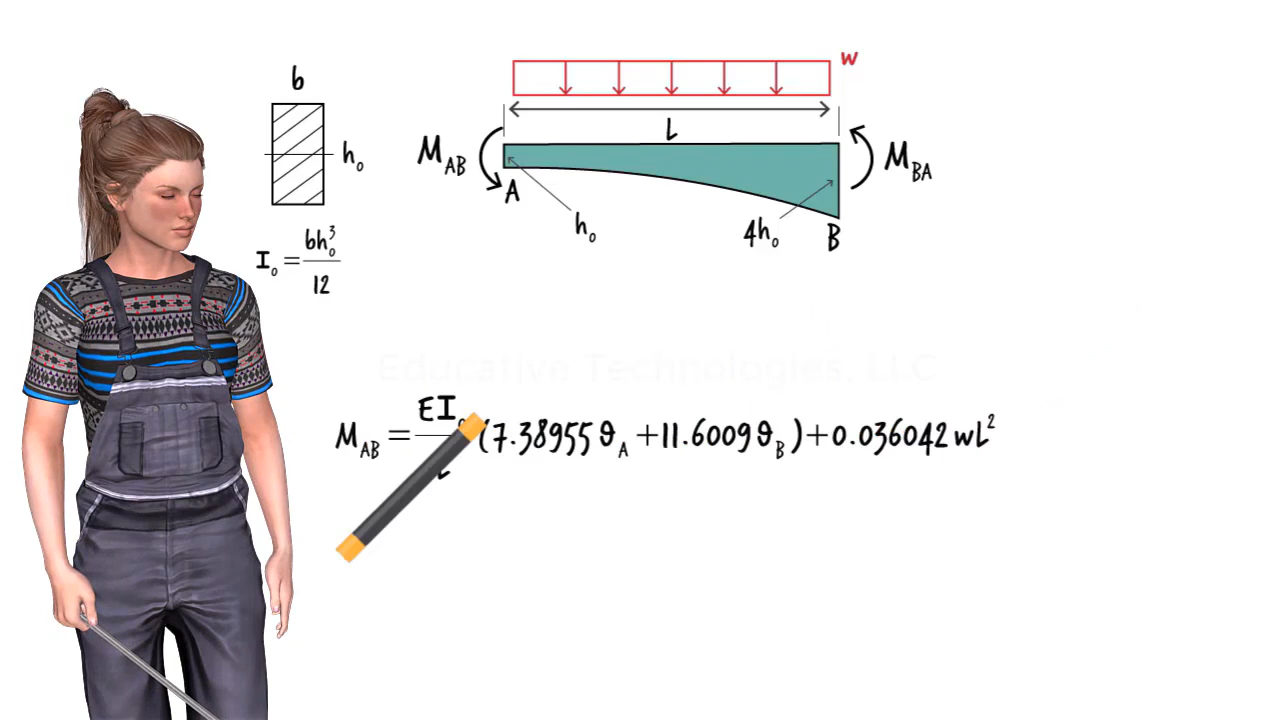 b
w
L
h₀
M_AB
M_BA
A
h₀
4h₀
B
I₀ = bh₀³/12
Educative Technologies, LLC
M_AB = EI (7.38955 θ_A + 11.6009 θ_B) + 0.036042 wL²